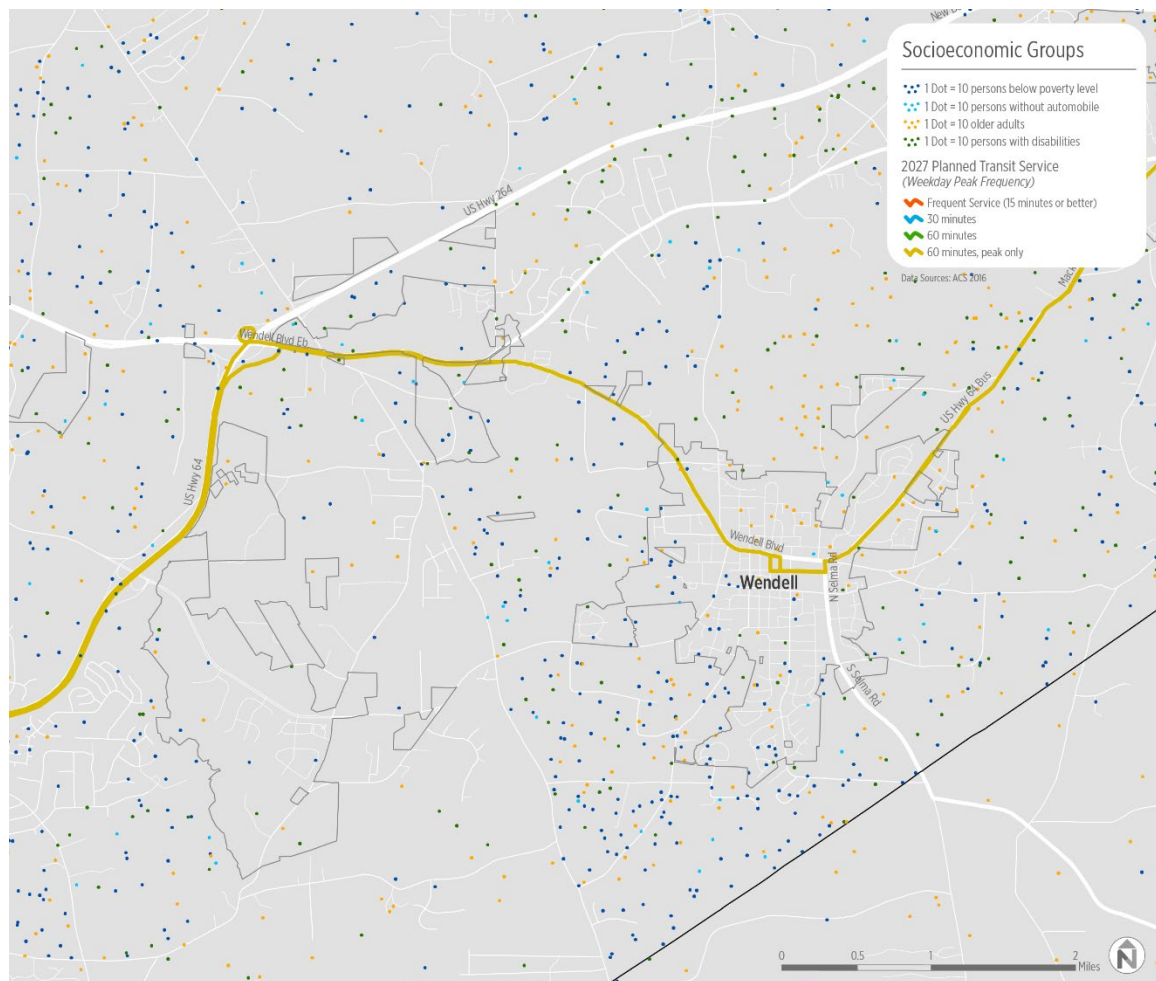 New B
Socioeconomic Groups
1 Dot = 10 persons below poverty level
1 Dot = 10 persons without automobile
1 Dot = 10 older adults
1 Dot = 10 persons with disabilities
2027 Planned Transit Service
(Weekday Peak Frequency)
Frequent Service (15 minutes or better)
30 minutes
60 minutes
60 minutes, peak only
Data Sources: ACS 2016
US Hwy 264
Mack
Wendell Blvd Eb
US Hwy 64 Bus
US Hwy 64
Wendell Blvd
Wendell
N Selma Rd
S Selma Rd
0 0.5 1 2
Miles